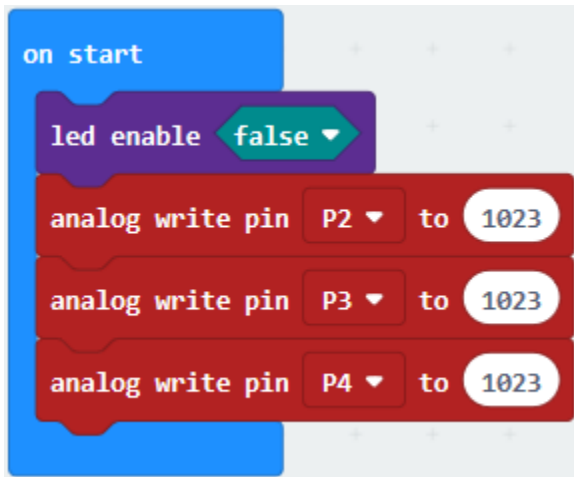 on start
led enable false
analog write pin P2 to 1023
analog write pin P3 to 1023
analog write pin P4 to 1023